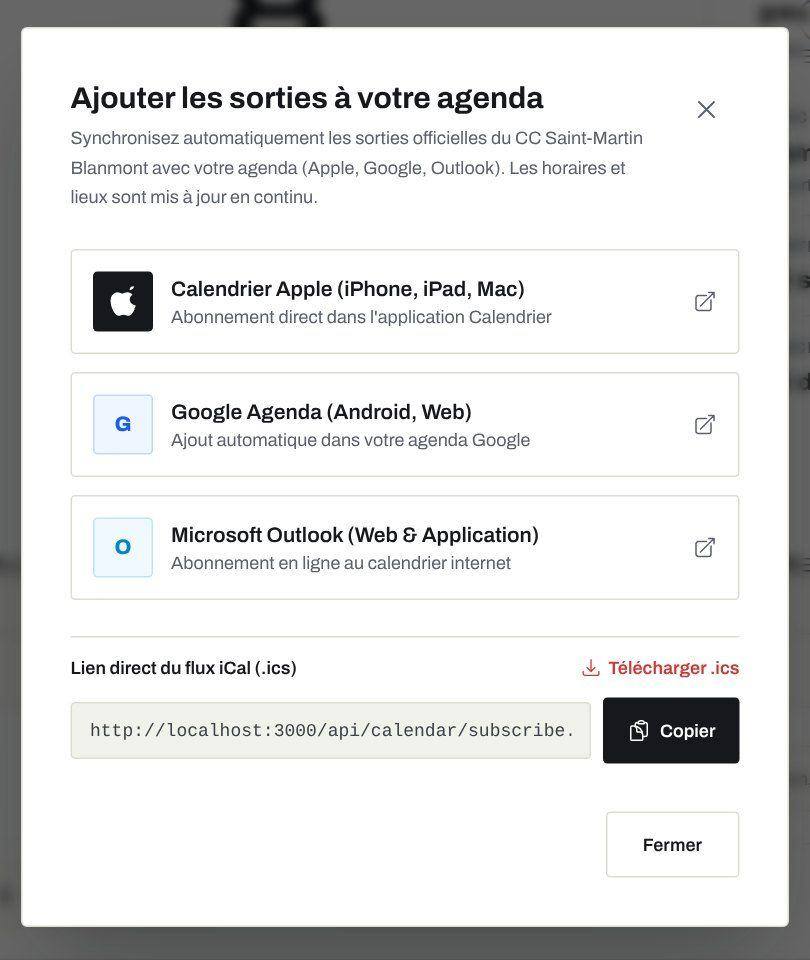 Ajouter les sorties à votre agenda
Synchronisez automatiquement les sorties officielles du CC Saint-Martin
Blanmont avec votre agenda (Apple, Google, Outlook). Les horaires et
lieux sont mis à jour en continu.
Calendrier Apple (iPhone, iPad, Mac)
Abonnement direct dans l'application Calendrier
G
Google Agenda (Android, Web)
Ajout automatique dans votre agenda Google
O
Microsoft Outlook (Web & Application)
Abonnement en ligne au calendrier internet
Lien direct du flux iCal (.ics)
Télécharger .ics
http://localhost:3000/api/calendar/subscribe.
Copier
Fermer